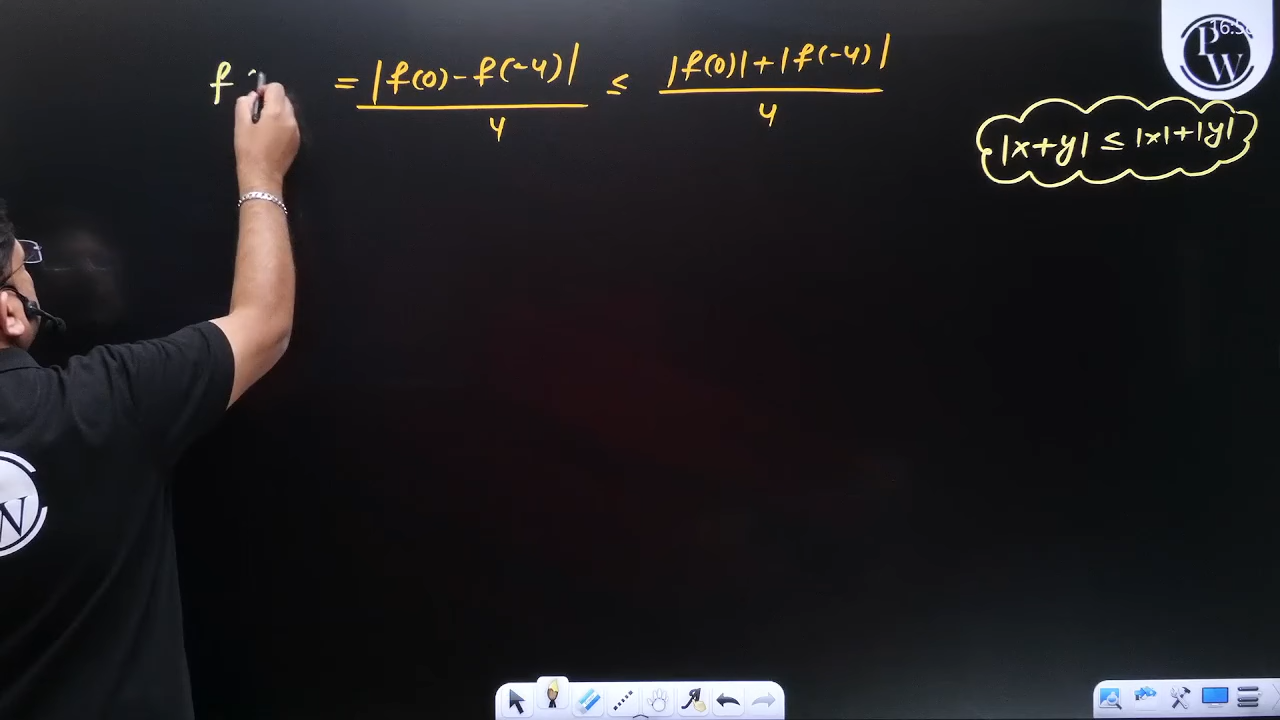 f = |f(0) - f(-4)| / 4 ≤ |f(0)| + |f(-4)| / 4
|x+y| ≤ |x|+|y|
PW
W